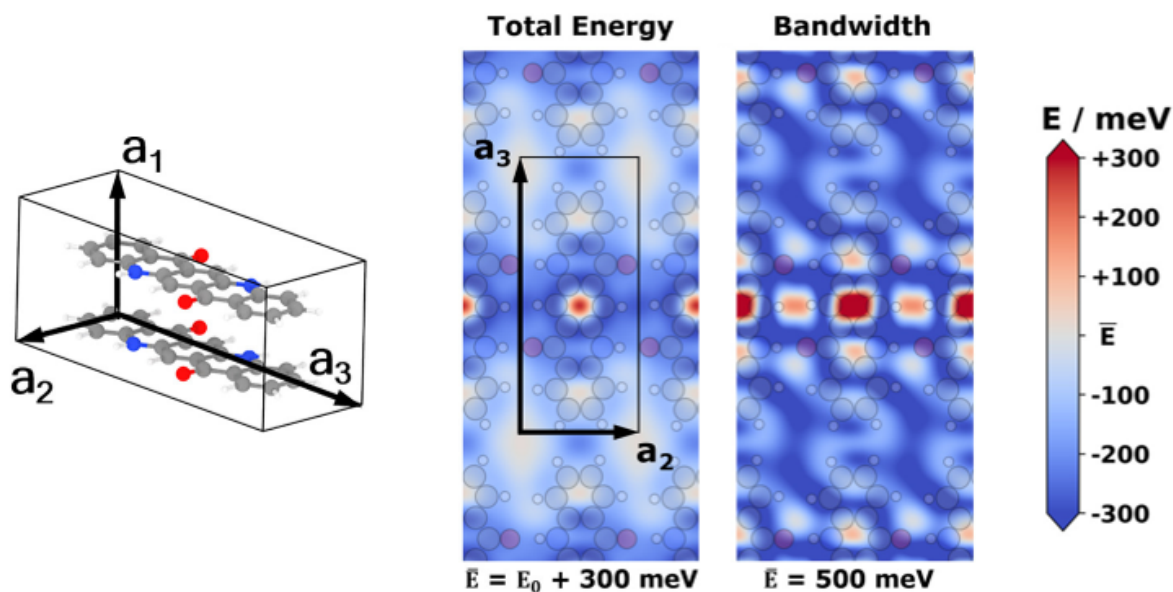 Total Energy
Bandwidth
E / meV
+300
+200
+100
E̅
-100
-200
-300
a₁
a₂
a₃
a₃
a₂
E̅ = E₀ + 300 meV
E̅ = 500 meV